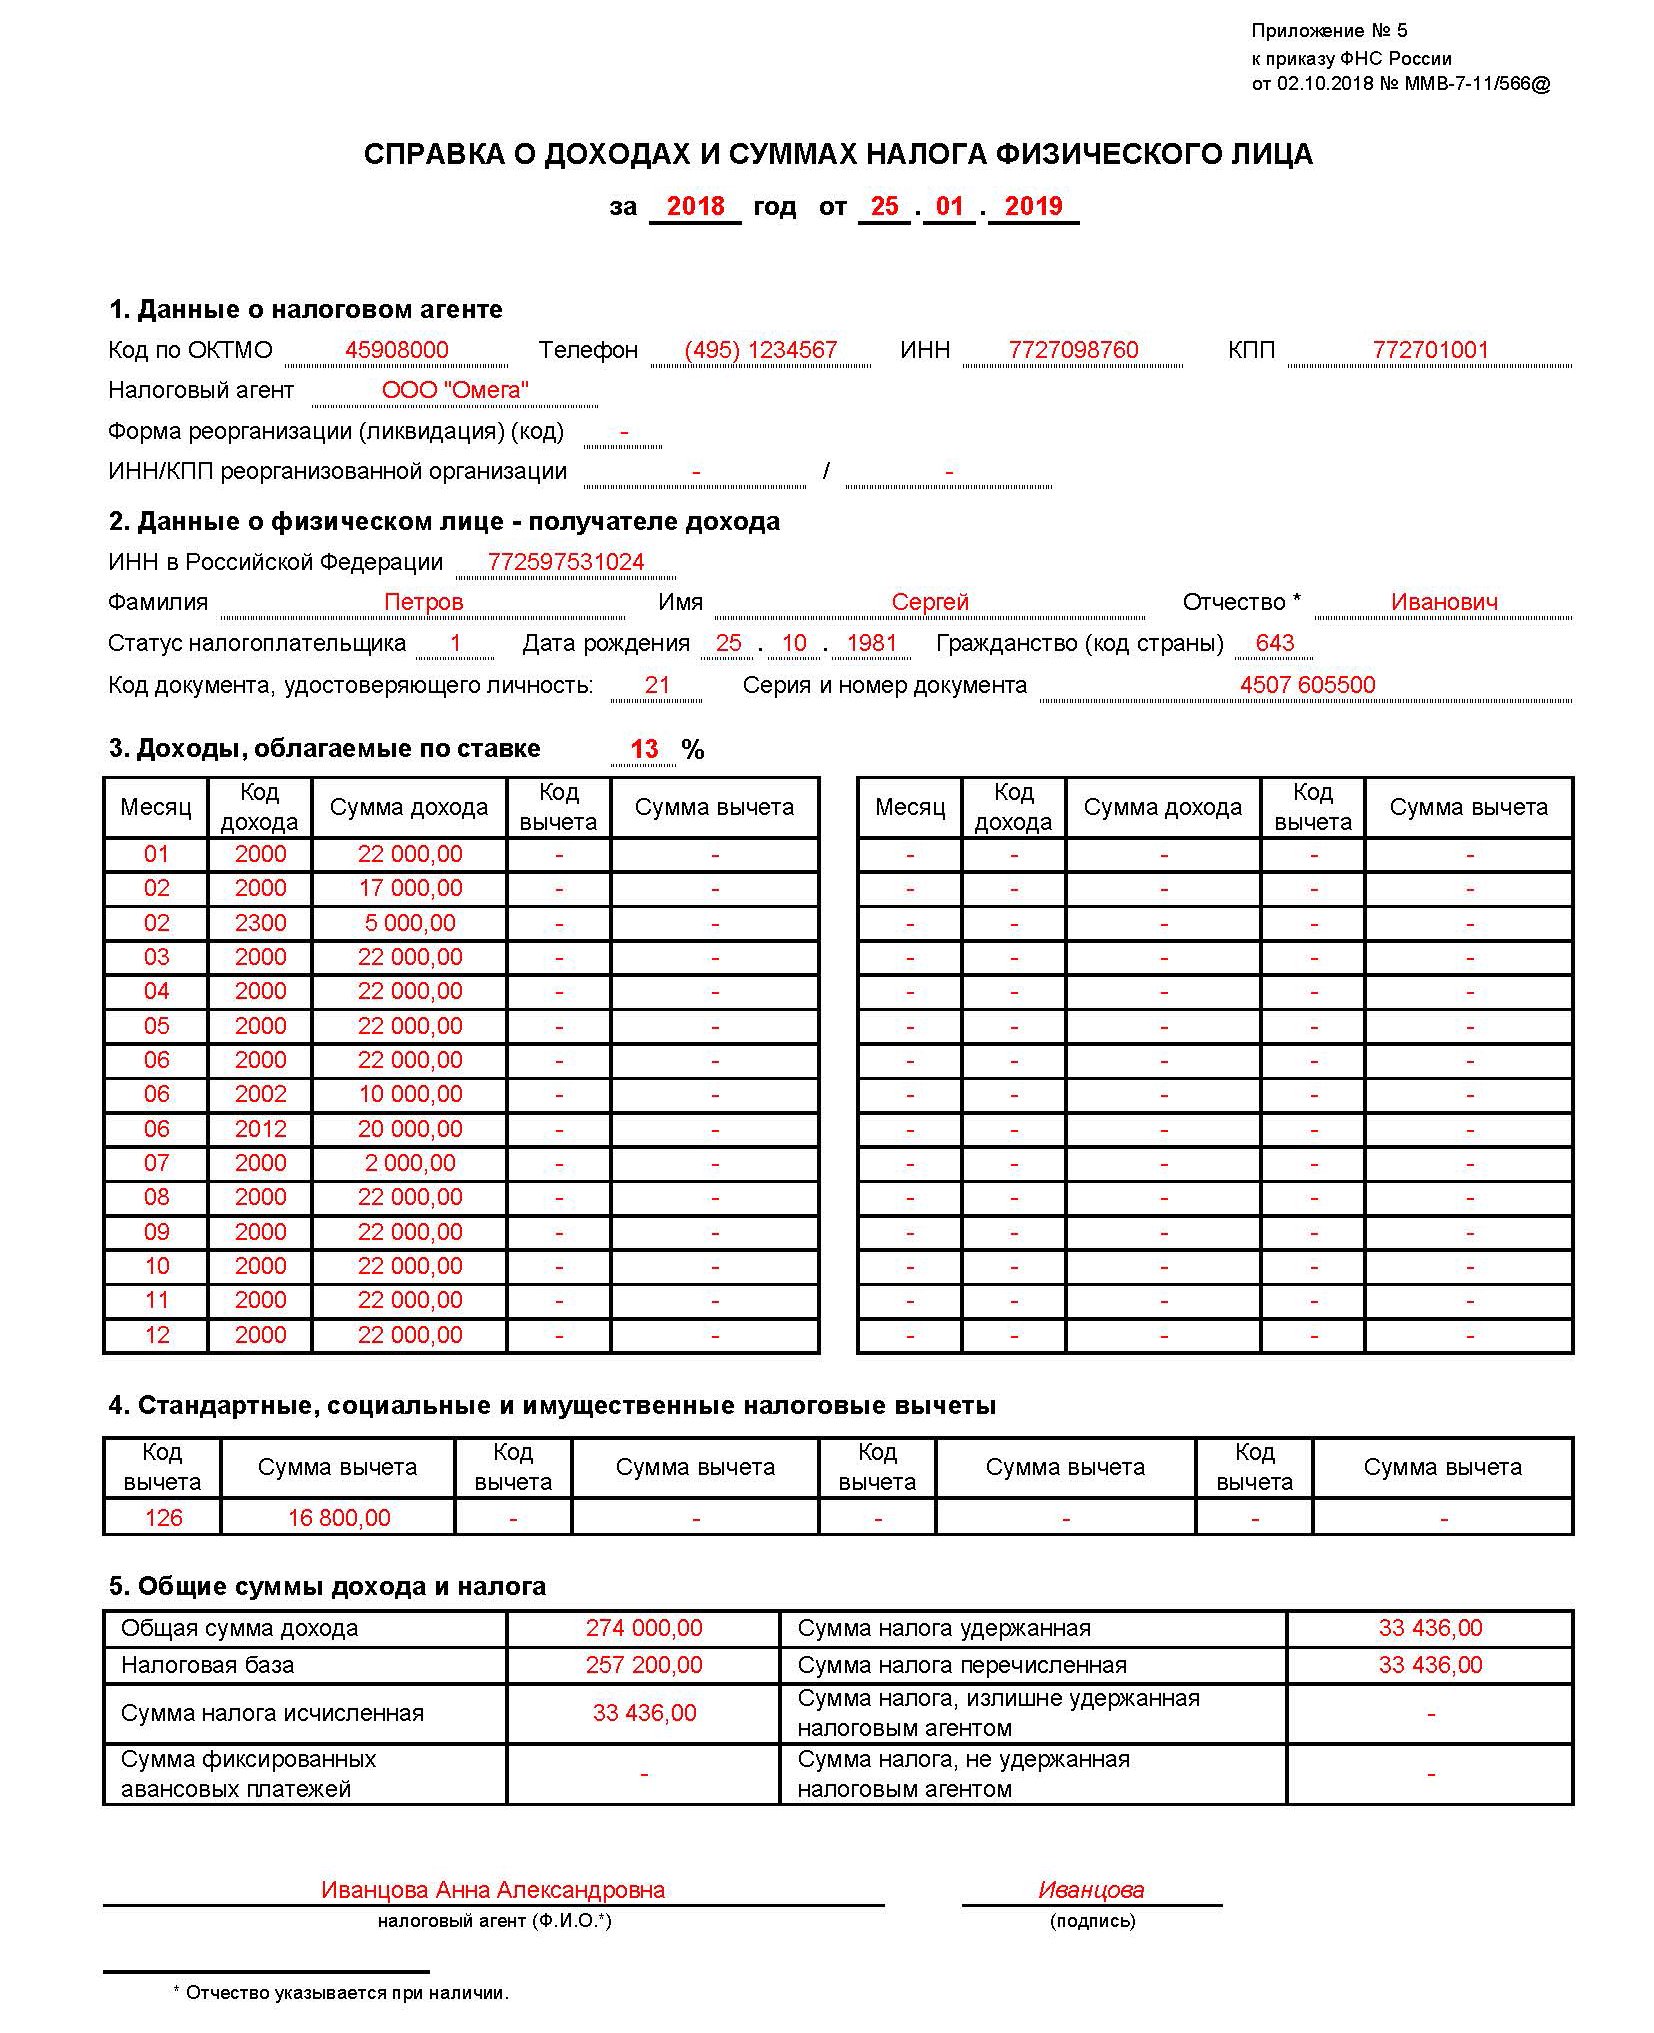 Приложение № 5
к приказу ФНС России
от 02.10.2018 № ММВ-7-11/566@
СПРАВКА О ДОХОДАХ И СУММАХ НАЛОГА ФИЗИЧЕСКОГО ЛИЦА
за 2018 год от 25 . 01 . 2019
1. Данные о налоговом агенте
Код по ОКТМО 45908000 Телефон (495) 1234567 ИНН 7727098760 КПП 772701001
Налоговый агент ООО "Омега"
Форма реорганизации (ликвидация) (код) -
ИНН/КПП реорганизованной организации - / -
2. Данные о физическом лице - получателе дохода
ИНН в Российской Федерации 772597531024
Фамилия Петров Имя Сергей Отчество * Иванович
Статус налогоплательщика 1 Дата рождения 25 . 10 . 1981 Гражданство (код страны) 643
Код документа, удостоверяющего личность: 21 Серия и номер документа 4507 605500
3. Доходы, облагаемые по ставке 13 %
Месяц Код дохода Сумма дохода Код вычета Сумма вычета Месяц Код дохода Сумма дохода Код вычета Сумма вычета
01 2000 22 000,00 - - - - - - -
02 2000 17 000,00 - - - - - - -
02 2300 5 000,00 - - - - - - -
03 2000 22 000,00 - - - - - - -
04 2000 22 000,00 - - - - - - -
05 2000 22 000,00 - - - - - - -
06 2000 22 000,00 - - - - - - -
06 2002 10 000,00 - - - - - - -
06 2012 20 000,00 - - - - - - -
07 2000 2 000,00 - - - - - - -
08 2000 22 000,00 - - - - - - -
09 2000 22 000,00 - - - - - - -
10 2000 22 000,00 - - - - - - -
11 2000 22 000,00 - - - - - - -
12 2000 22 000,00 - - - - - - -
4. Стандартные, социальные и имущественные налоговые вычеты
Код вычета Сумма вычета Код вычета Сумма вычета Код вычета Сумма вычета Код вычета Сумма вычета
126 16 800,00 - - - - - -
5. Общие суммы дохода и налога
Общая сумма дохода 274 000,00 Сумма налога удержанная 33 436,00
Налоговая база 257 200,00 Сумма налога перечисленная 33 436,00
Сумма налога исчисленная 33 436,00 Сумма налога, излишне удержанная налоговым агентом -
Сумма фиксированных авансовых платежей - Сумма налога, не удержанная налоговым агентом -
Иванцова Анна Александровна Иванцова
налоговый агент (Ф.И.О.*) (подпись)
* Отчество указывается при наличии.